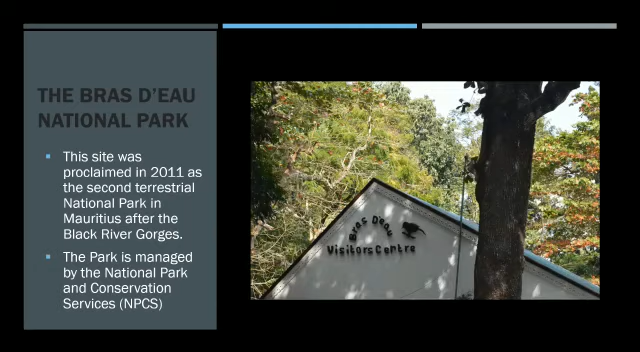 THE BRAS D'EAU
NATIONAL PARK
This site was
proclaimed in 2011 as
the second terrestrial
National Park in
Mauritius after the
Black River Gorges.
The Park is managed
by the National Park
and Conservation
Services (NPCS)
Bras D'eau
Visitors Centre